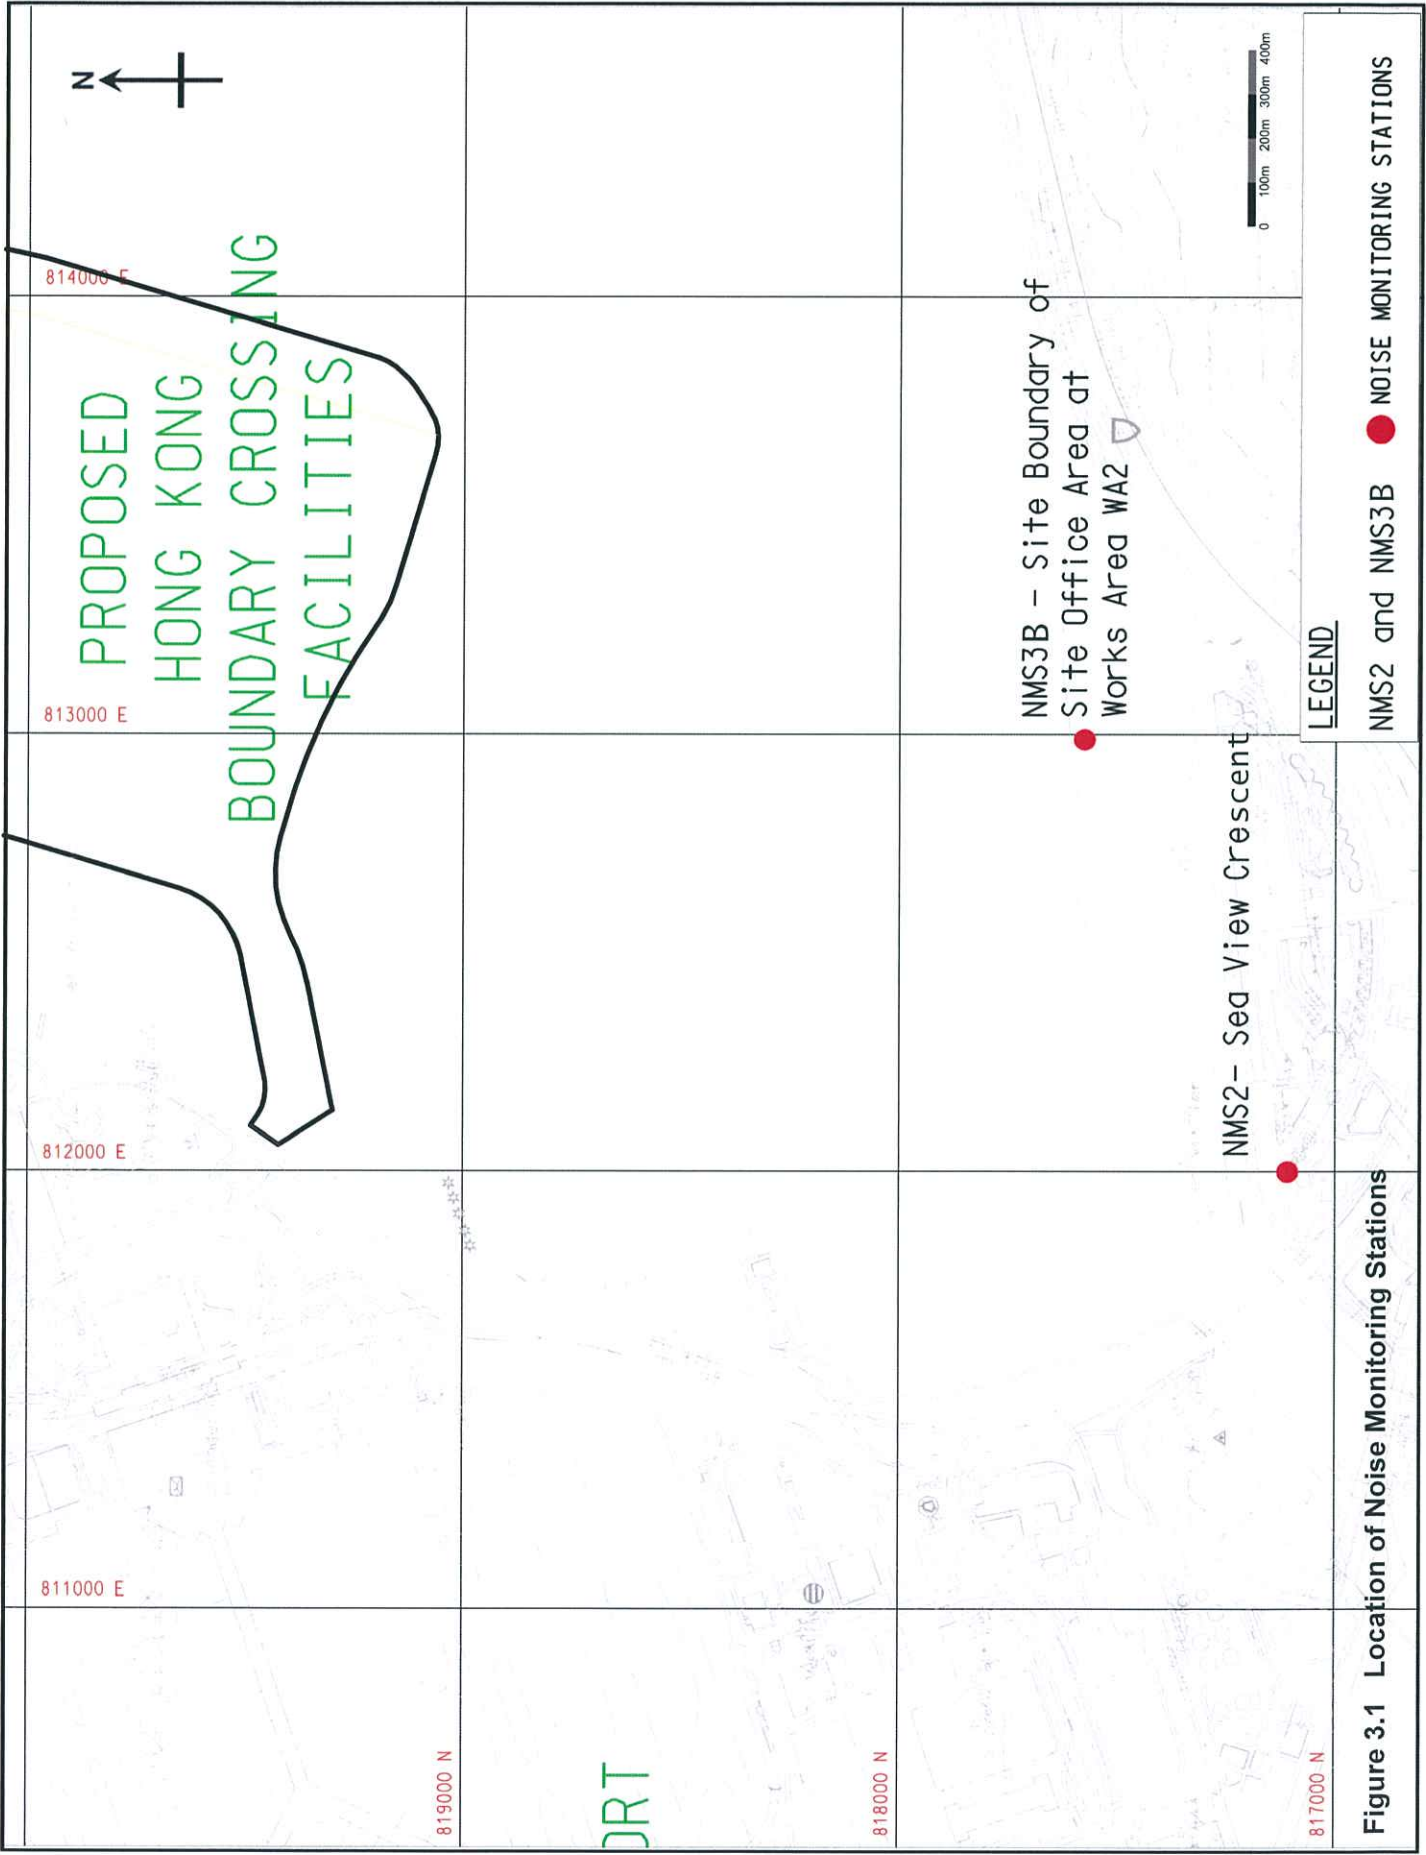 N
814000 E
PROPOSED
HONG KONG
BOUNDARY CROSSING
FACILITIES
813000 E
812000 E
811000 E
819000 N
ORT
818000 N
817000 N
NMS3B - Site Boundary of
Site Office Area at
Works Area WA2
NMS2- Sea View Crescent
0 100m 200m 300m 400m
LEGEND
NMS2 and NMS3B NOISE MONITORING STATIONS
Figure 3.1 Location of Noise Monitoring Stations